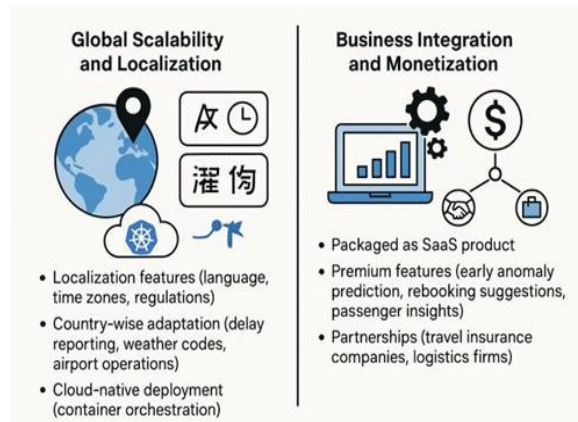 Global Scalability
and Localization
濯
• Localization features (language,
time zones, regulations)
• Country-wise adaptation (delay
reporting, weather codes,
airport operations)
• Cloud-native deployment
(container orchestration)
Business Integration
and Monetization
$
• Packaged as SaaS product
• Premium features (early anomaly
prediction, rebooking suggestions,
passenger insights)
• Partnerships (travel insurance
companies, logistics firms)